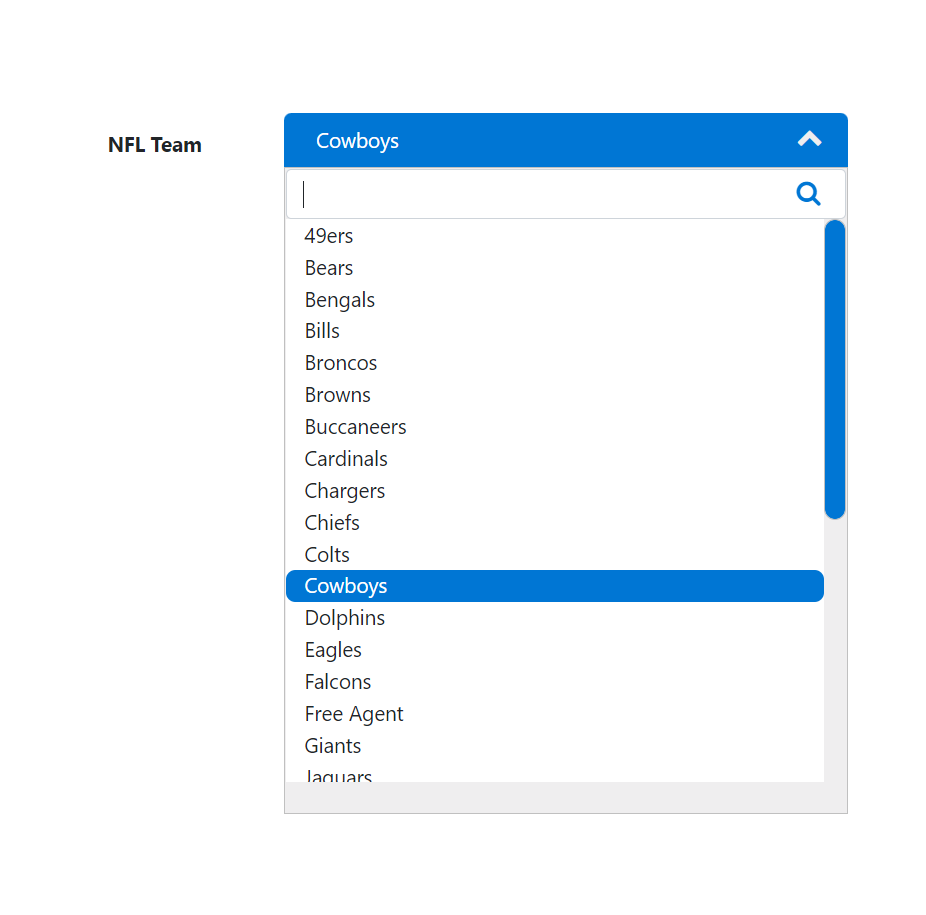 NFL Team
Cowboys
49ers
Bears
Bengals
Bills
Broncos
Browns
Buccaneers
Cardinals
Chargers
Chiefs
Colts
Cowboys
Dolphins
Eagles
Falcons
Free Agent
Giants
Jaguars